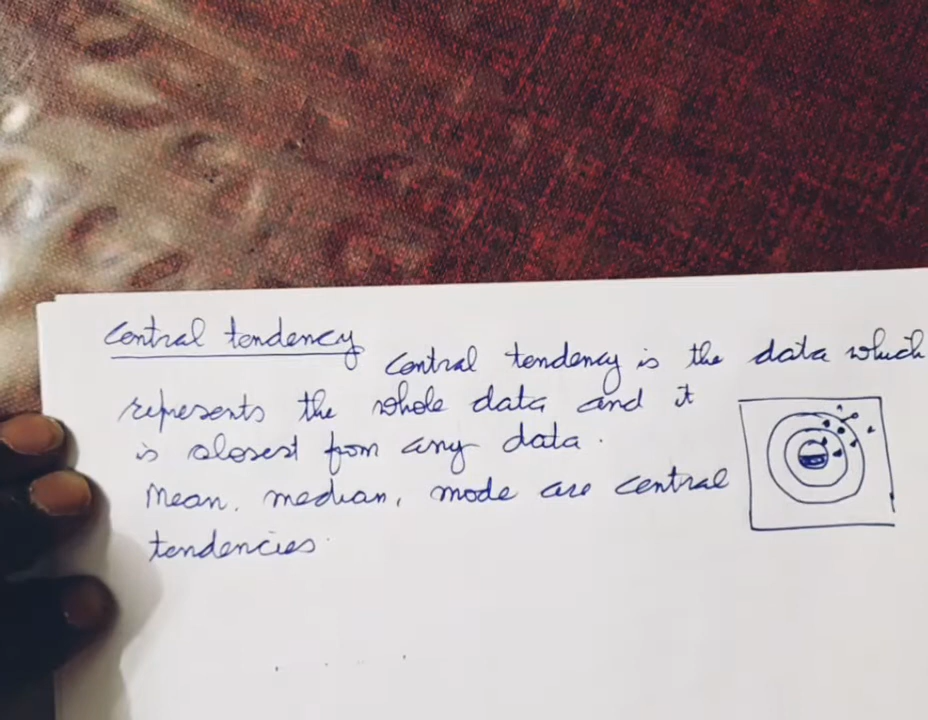 Central tendency
Central tendency is the data which
represents the whole data and it
is closest from any data.
Mean, median, mode are central
tendencies.